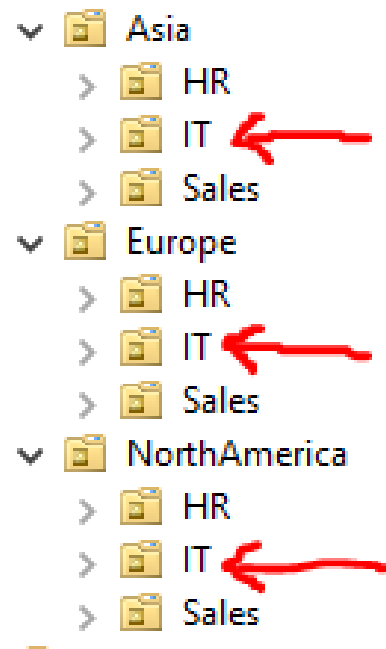 Asia
HR
IT
Sales
Europe
HR
IT
Sales
NorthAmerica
HR
IT
Sales